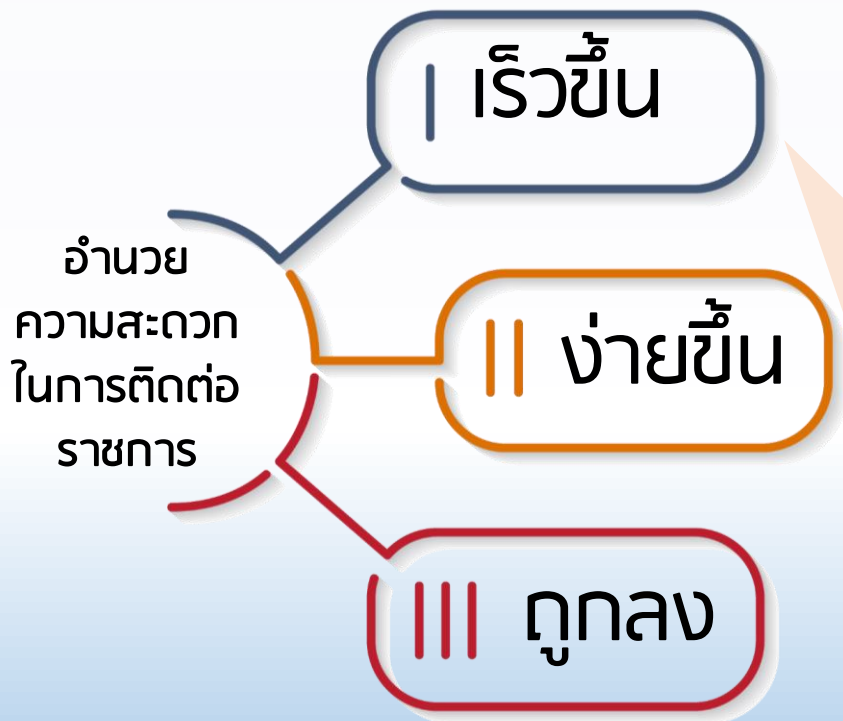 อำนวย
ความสะดวก
ในการติดต่อ
ราชการ
I เร็วขึ้น
II ง่ายขึ้น
III ถูกลง